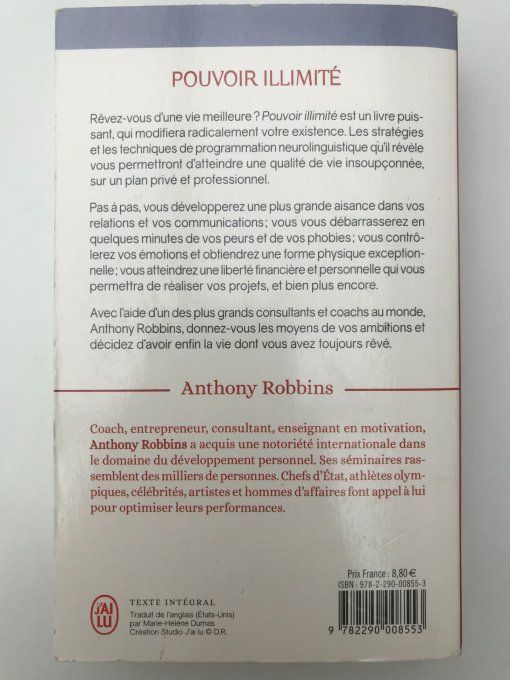 POUVOIR ILLIMITÉ
Rêvez-vous d'une vie meilleure ? Pouvoir illimité est un livre puis-
sant, qui modifiera radicalement votre existence. Les stratégies
et les techniques de programmation neurolinguistique qu'il révèle
vous permettront d'atteindre une qualité de vie insoupçonnée,
sur un plan privé et professionnel.
Pas à pas, vous développerez une plus grande aisance dans vos
relations et vos communications ; vous vous débarrasserez en
quelques minutes de vos peurs et de vos phobies ; vous contrô-
lerez vos émotions et obtiendrez une forme physique exception-
nelle ; vous atteindrez une liberté financière et personnelle qui vous
permettra de réaliser vos projets, et bien plus encore.
Avec l'aide d'un des plus grands consultants et coachs au monde,
Anthony Robbins, donnez-vous les moyens de vos ambitions et
décidez d'avoir enfin la vie dont vous avez toujours rêvé.
Anthony Robbins
Coach, entrepreneur, consultant, enseignant en motivation,
Anthony Robbins a acquis une notoriété internationale dans
le domaine du développement personnel. Ses séminaires ras-
semblent des milliers de personnes. Chefs d'État, athlètes olym-
piques, célébrités, artistes et hommes d'affaires font appel à lui
pour optimiser leurs performances.
J'AI
LU
TEXTE INTÉGRAL
Traduit de l'anglais (États-Unis)
par Marie-Hélène Dumas
Création Studio J'ai lu © D.R.
Prix France : 8,80 €
ISBN : 978-2-290-00855-3
9 782290 008553